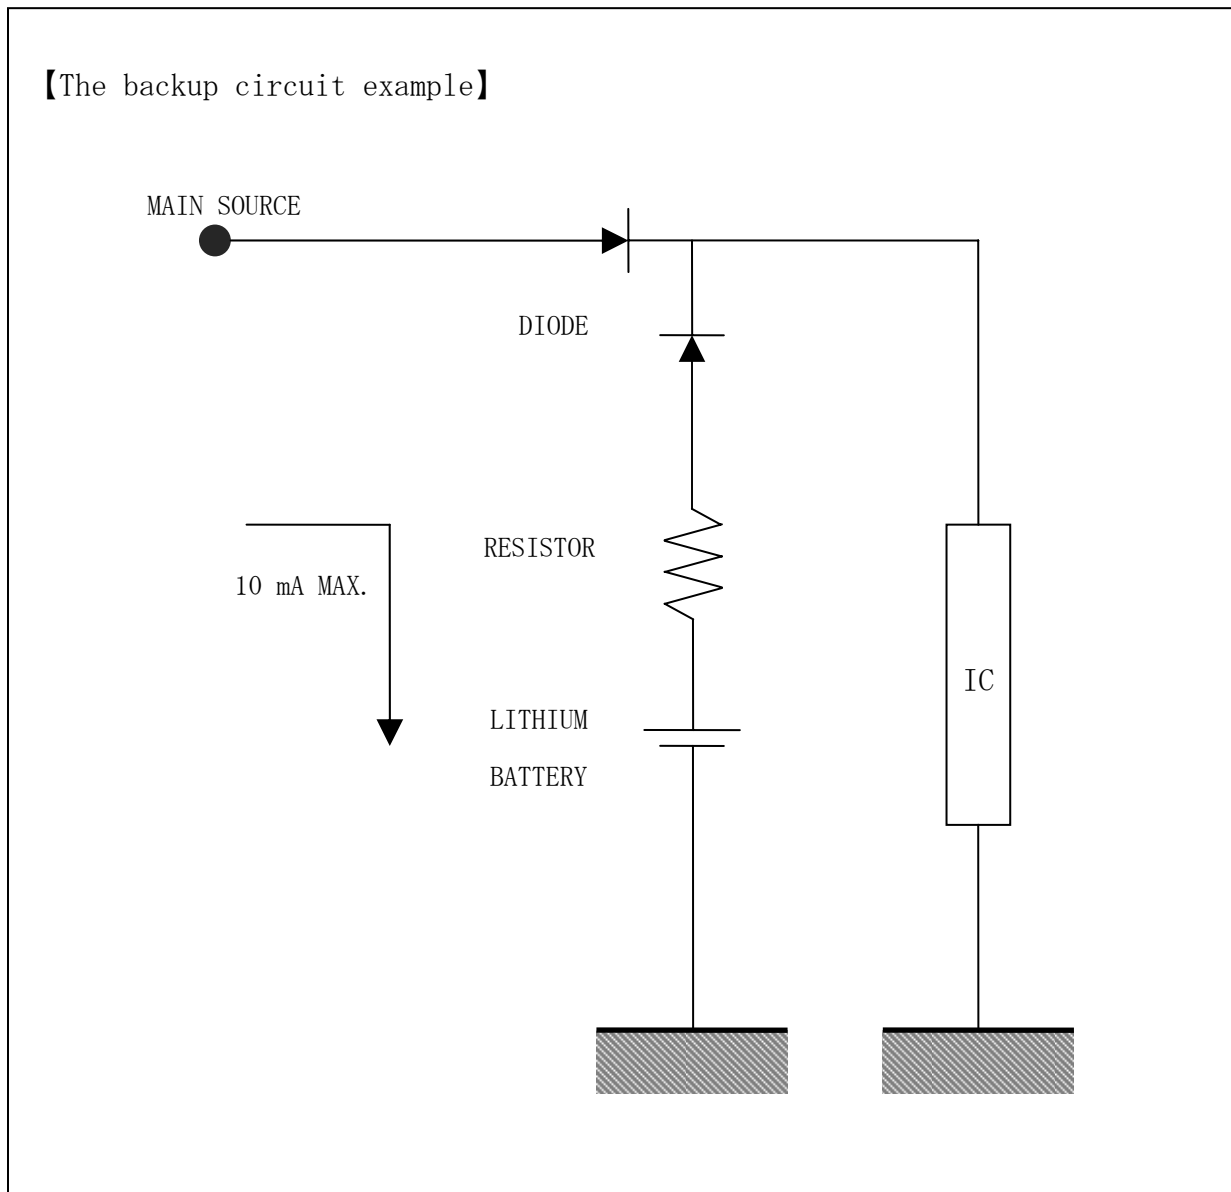 【The backup circuit example】
MAIN SOURCE
DIODE
RESISTOR
10 mA MAX.
IC
LITHIUM
BATTERY